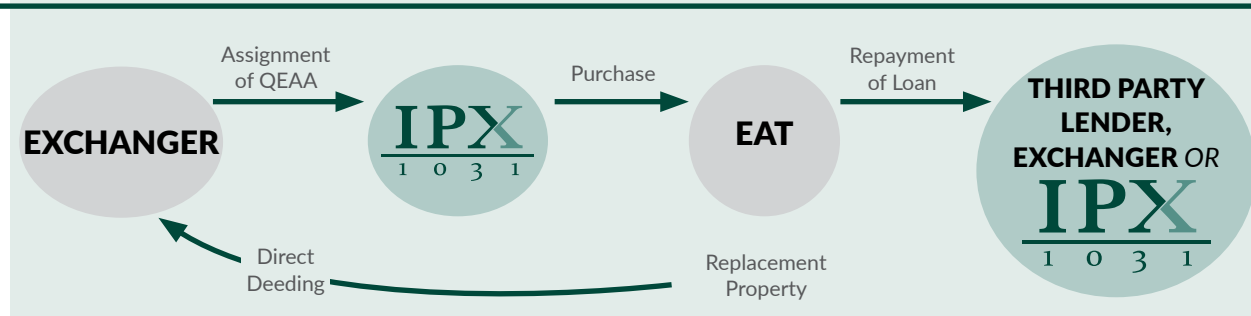 EXCHANGER
Assignment
of QEAA
IPX
1 0 3 1
Purchase
EAT
Repayment
of Loan
THIRD PARTY
LENDER,
EXCHANGER OR
IPX
1 0 3 1
Direct
Deeding
Replacement
Property